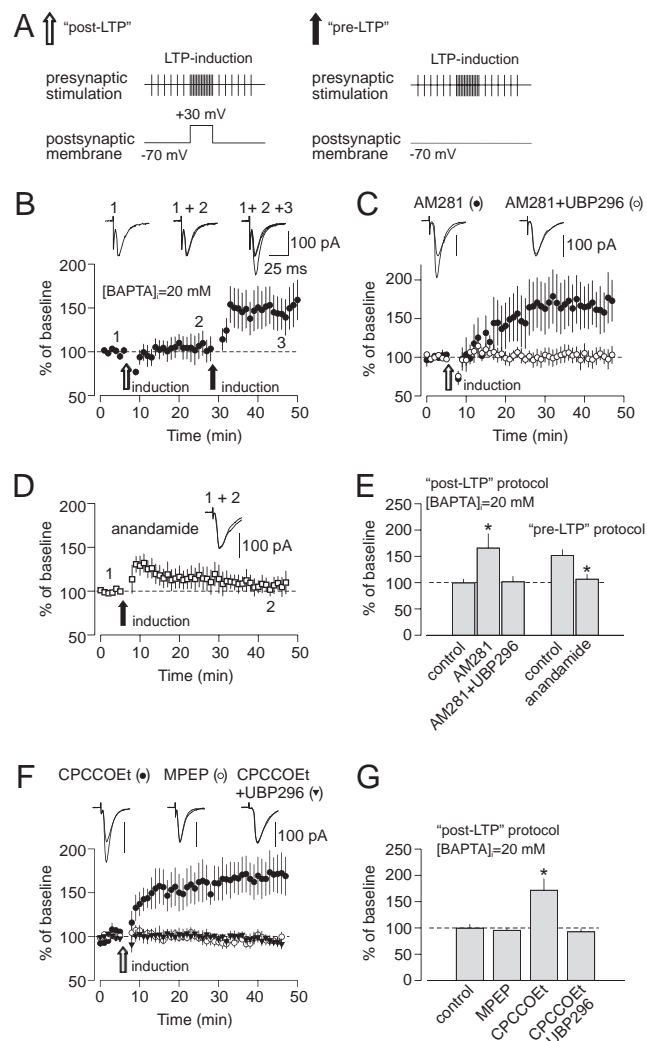 A
"post-LTP"
"pre-LTP"
LTP-induction
LTP-induction
presynaptic
stimulation
presynaptic
stimulation
+30 mV
postsynaptic
membrane
-70 mV
postsynaptic
membrane
-70 mV
B
1
1 + 2
1+ 2 +3
100 pA
25 ms
[BAPTA]i=20 mM
% of baseline
200
150
100
50
1
2
3
induction
induction
0 10 20 30 40 50
Time (min)
C
AM281 (●)
AM281+UBP296 (○)
100 pA
% of baseline
200
150
100
50
induction
0 10 20 30 40 50
Time (min)
D
1 + 2
anandamide
100 pA
% of baseline
200
150
100
50
1
2
induction
0 10 20 30 40 50
Time (min)
E
"post-LTP" protocol
[BAPTA]i=20 mM
"pre-LTP" protocol
% of baseline
250
200
150
100
50
0
*
*
control
AM281
AM281+UBP296
control
anandamide
F
CPCCOEt (●)
MPEP (○)
CPCCOEt
+UBP296 (▼)
100 pA
% of baseline
200
150
100
50
induction
0 10 20 30 40 50
Time (min)
G
"post-LTP" protocol
[BAPTA]i=20 mM
% of baseline
250
200
150
100
50
0
*
control
MPEP
CPCCOEt
CPCCOEt
UBP296